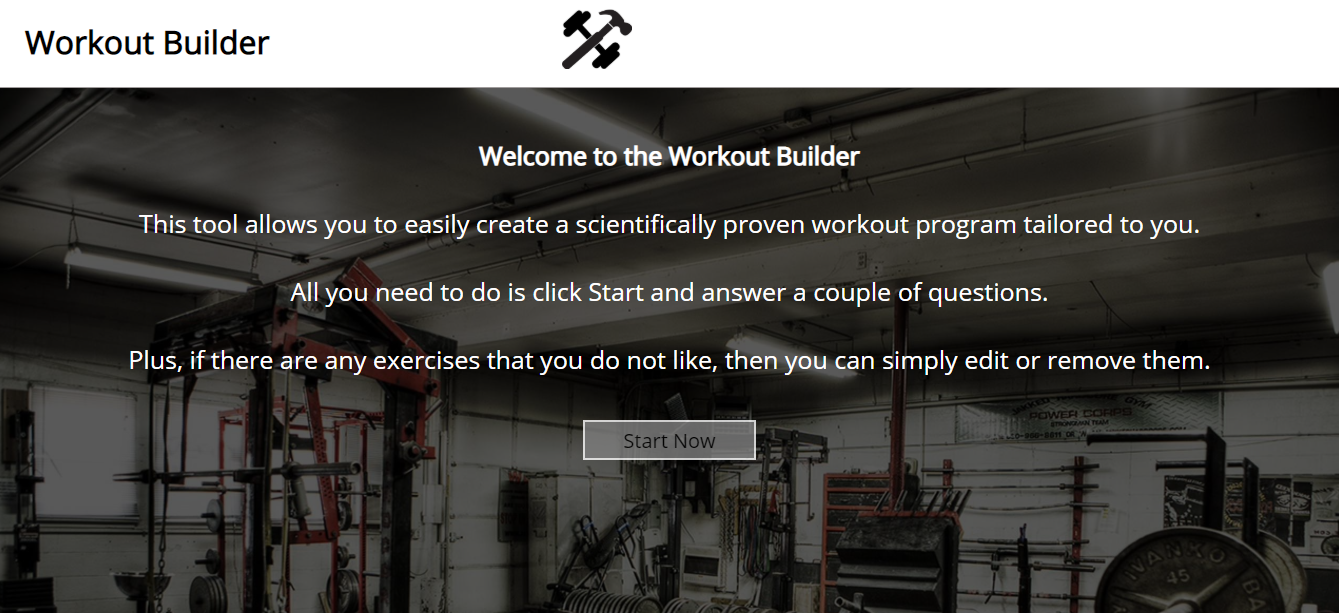 Workout Builder
Welcome to the Workout Builder
This tool allows you to easily create a scientifically proven workout program tailored to you.
All you need to do is click Start and answer a couple of questions.
Plus, if there are any exercises that you do not like, then you can simply edit or remove them.
POWER CORPS
STRONGMAN TEAM
Start Now
IVANKO
45